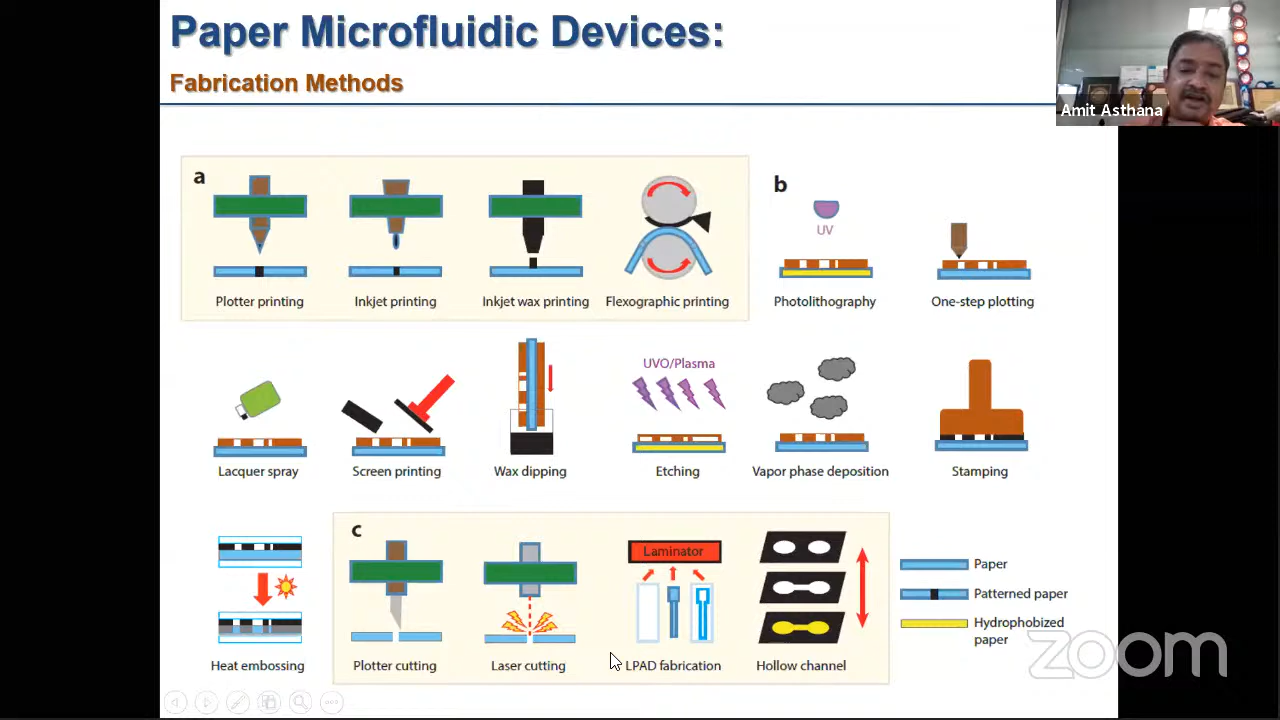 Paper Microfluidic Devices:
Fabrication Methods
Amit Asthana
a
b
UV
Plotter printing
Inkjet printing
Inkjet wax printing
Flexographic printing
Photolithography
One-step plotting
UVO/Plasma
Lacquer spray
Screen printing
Wax dipping
Etching
Vapor phase deposition
Stamping
c
Laminator
Paper
Patterned paper
Hydrophobized
paper
Heat embossing
Plotter cutting
Laser cutting
LPAD fabrication
Hollow channel
zoom